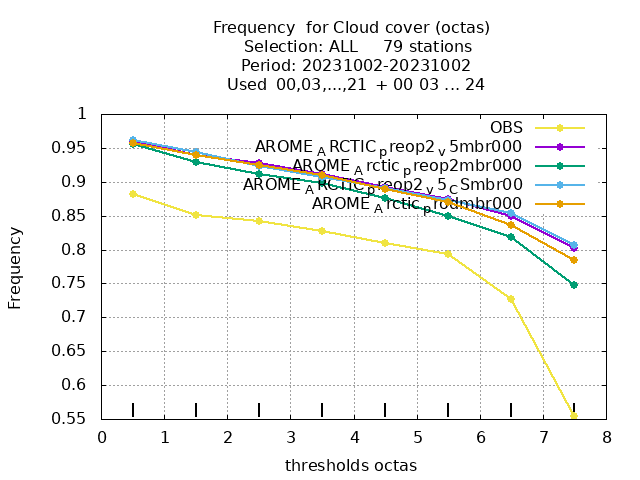 Frequency for Cloud cover (octas)
Selection: ALL 79 stations
Period: 20231002-20231002
Used 00,03,...,21 + 00 03 ... 24
1
0.95
0.9
0.85
0.8
0.75
0.7
0.65
0.6
0.55
Frequency
OBS
AROME_ARCTIC_preop2_v5mbr000
AROME_Arctic_preop2mbr000
AROME_ARCTIC_preop2_v5_CSmbr00
AROME_Arctic_prodmbr000
0 1 2 3 4 5 6 7 8
thresholds octas